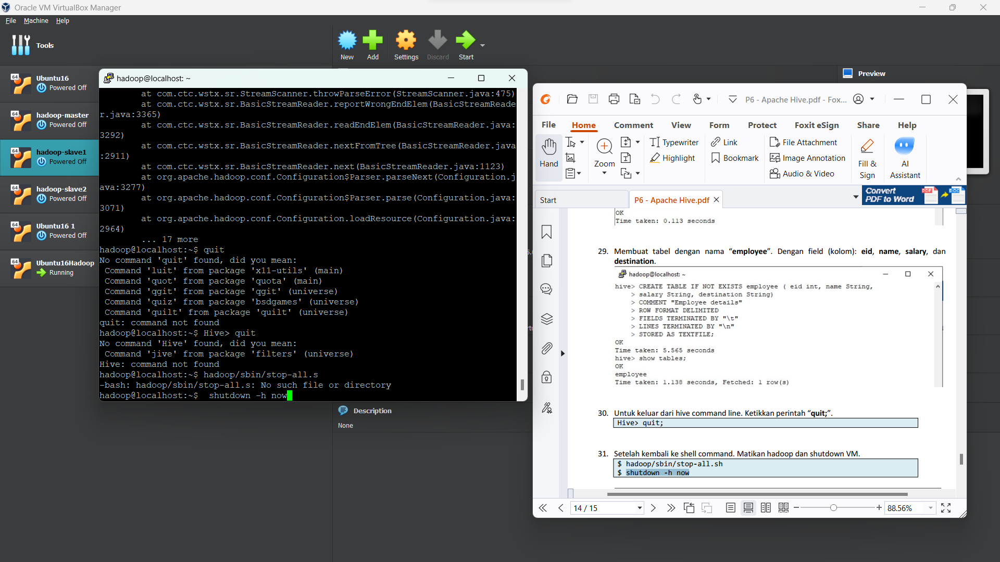 Oracle VM VirtualBox Manager
File Machine Help
Tools
New
Add
Settings
Discard
Start
64 Ubuntu16
Powered Off
64 hadoop-master
Powered Off
64 hadoop-slave1
Powered Off
64 hadoop-slave2
Powered Off
64 Ubuntu16 1
Powered Off
64 Ubuntu16Hadoop
Running
Preview
Description
None
hadoop@localhost: ~
at com.ctc.wstx.sr.StreamScanner.throwParseError(StreamScanner.java:475)
at com.ctc.wstx.sr.BasicStreamReader.reportWrongEndElem(BasicStreamReade
r.java:3365)
at com.ctc.wstx.sr.BasicStreamReader.readEndElem(BasicStreamReader.java:
3292)
at com.ctc.wstx.sr.BasicStreamReader.nextFromTree(BasicStreamReader.java
:2911)
at com.ctc.wstx.sr.BasicStreamReader.next(BasicStreamReader.java:1123)
at org.apache.hadoop.conf.Configuration$Parser.parseNext(Configuration.j
ava:3277)
at org.apache.hadoop.conf.Configuration$Parser.parse(Configuration.java:
3071)
at org.apache.hadoop.conf.Configuration.loadResource(Configuration.java:
2964)
... 17 more
hadoop@localhost:~$ quit
No command 'quit' found, did you mean:
Command 'luit' from package 'x11-utils' (main)
Command 'quot' from package 'quota' (main)
Command 'qgit' from package 'qgit' (universe)
Command 'quiz' from package 'bsdgames' (universe)
Command 'quilt' from package 'quilt' (universe)
quit: command not found
hadoop@localhost:~$ Hive> quit
No command 'Hive' found, did you mean:
Command 'jive' from package 'filters' (universe)
Hive: command not found
hadoop@localhost:~$ hadoop/sbin/stop-all.s
-bash: hadoop/sbin/stop-all.s: No such file or directory
hadoop@localhost:~$  shutdown -h now
P6 - Apache Hive.pdf - Fox...
File Home Comment View Form Protect Foxit eSign Share Help
Hand
Zoom
Typewriter
Highlight
Link
Bookmark
File Attachment
Image Annotation
Audio & Video
Fill &
Sign
AI
Assistant
Start
P6 - Apache Hive.pdf
Convert
PDF to Word
PDF
DOC
OK
Time taken: 0.113 seconds
29. Membuat tabel dengan nama “employee”. Dengan field (kolom): eid, name, salary, dan
destination.
hadoop@localhost: ~
hive> CREATE TABLE IF NOT EXISTS employee ( eid int, name String,
> salary String, destination String)
> COMMENT "Employee details"
> ROW FORMAT DELIMITED
> FIELDS TERMINATED BY "\t"
> LINES TERMINATED BY "\n"
> STORED AS TEXTFILE;
OK
Time taken: 5.565 seconds
hive> show tables;
OK
employee
Time taken: 1.138 seconds, Fetched: 1 row(s)
30. Untuk keluar dari hive command line. Ketikkan perintah “quit;”.
Hive> quit;
31. Setelah kembali ke shell command. Matikan hadoop dan shutdown VM.
$ hadoop/sbin/stop-all.sh
$ shutdown -h now
14 / 15
88.56%